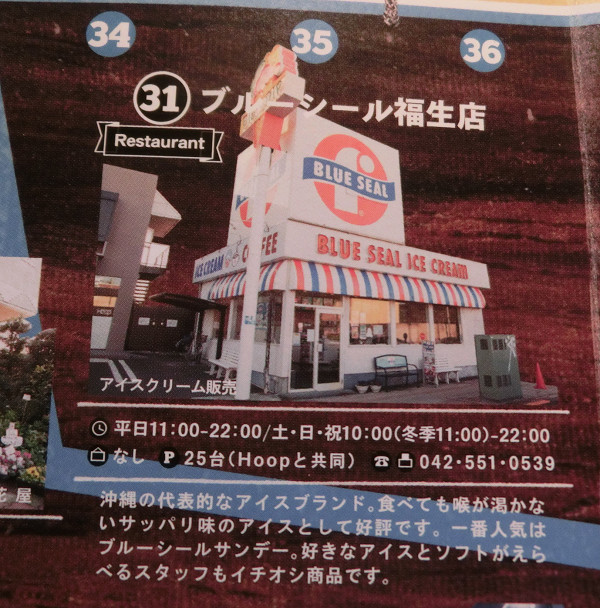 34
35
36
31 ブルーシール福生店
Restaurant
BLUE SEAL
ICE CREAM COFFEE
BLUE SEAL ICE CREAM
アイスクリーム販売
平日11:00-22:00/土・日・祝10:00(冬季11:00)-22:00
なし P 25台(Hoopと共同) 042・551・0539
沖縄の代表的なアイスブランド。食べても喉が渇かな
いサッパリ味のアイスとして好評です。一番人気は
ブルーシールサンデー。好きなアイスとソフトがえら
べるスタッフもイチオシ商品です。
花屋